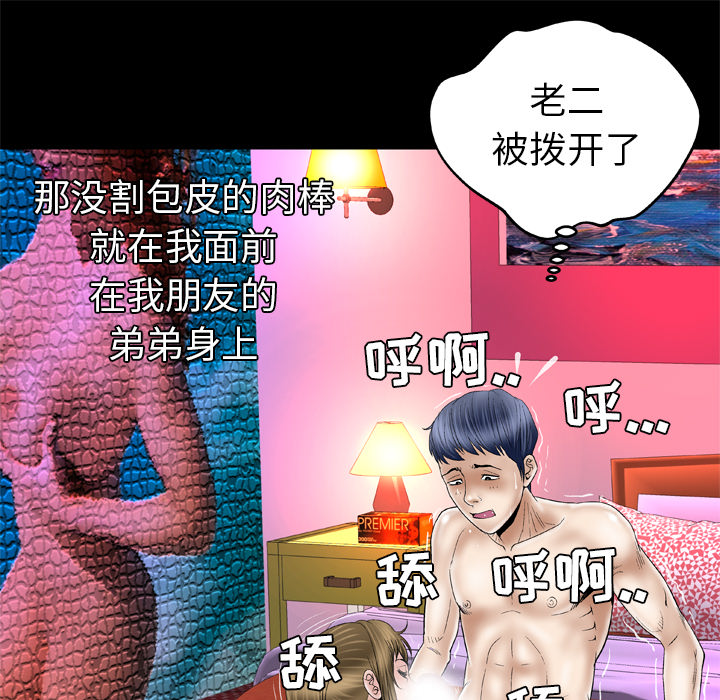 老二
被拨开了
那没割包皮的肉棒
就在我面前
在我朋友的
弟弟身上
呼啊..
呼...
PREMIER
舔
呼啊..
舔
舔